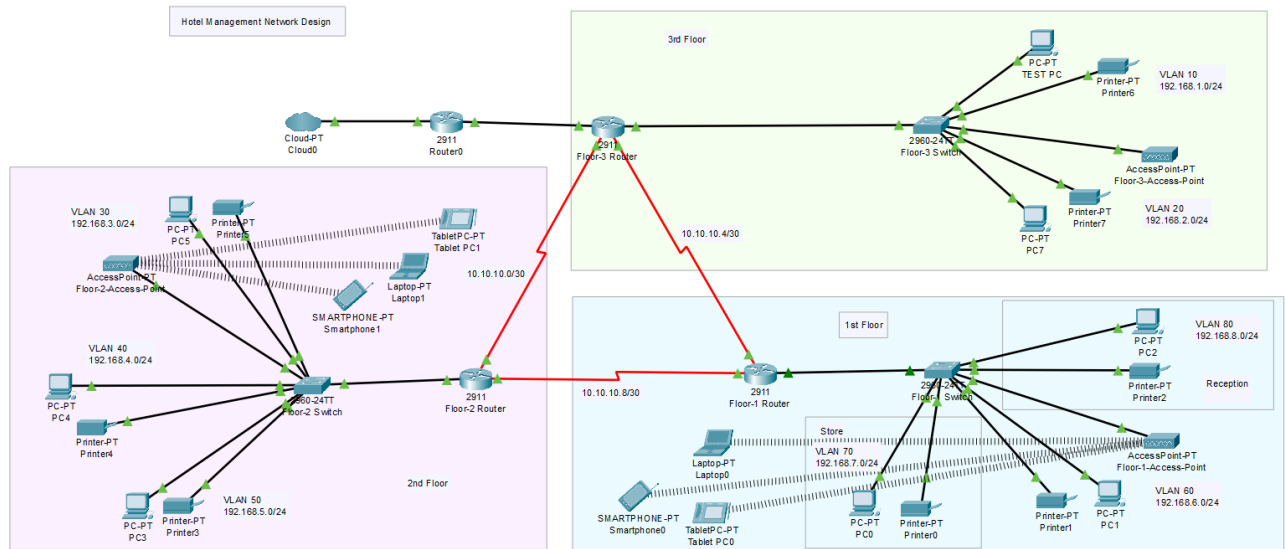 Hotel Management Network Design
3rd Floor
PC-PT
TEST PC
Printer-PT
Printer6
VLAN 10
192.168.1.0/24
Cloud-PT
Cloud0
2911
Router0
2911
Floor-3 Router
2960-24TT
Floor-3 Switch
AccessPoint-PT
Floor-3-Access-Point
Printer-PT
Printer7
VLAN 20
192.168.2.0/24
PC-PT
PC7
VLAN 30
192.168.3.0/24
PC-PT
PC5
Printer-PT
Printer5
TabletPC-PT
Tablet PC1
AccessPoint-PT
Floor-2-Access-Point
Laptop-PT
Laptop1
SMARTPHONE-PT
Smartphone1
10.10.10.0/30
10.10.10.4/30
VLAN 40
192.168.4.0/24
PC-PT
PC4
Printer-PT
Printer4
2960-24TT
Floor-2 Switch
2911
Floor-2 Router
10.10.10.8/30
PC-PT
PC3
Printer-PT
Printer3
VLAN 50
192.168.5.0/24
2nd Floor
1st Floor
2911
Floor-1 Router
2960-24TT
Floor-1 Switch
PC-PT
PC2
VLAN 80
192.168.8.0/24
Printer-PT
Printer2
Reception
Store
VLAN 70
192.168.7.0/24
Laptop-PT
Laptop0
SMARTPHONE-PT
Smartphone0
TabletPC-PT
Tablet PC0
PC-PT
PC0
Printer-PT
Printer0
Printer-PT
Printer1
PC-PT
PC1
AccessPoint-PT
Floor-1-Access-Point
VLAN 60
192.168.6.0/24